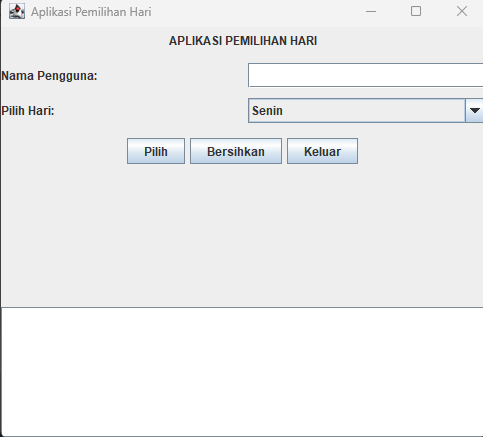 Aplikasi Pemilihan Hari
APLIKASI PEMILIHAN HARI
Nama Pengguna:
Pilih Hari:
Senin
Pilih
Bersihkan
Keluar